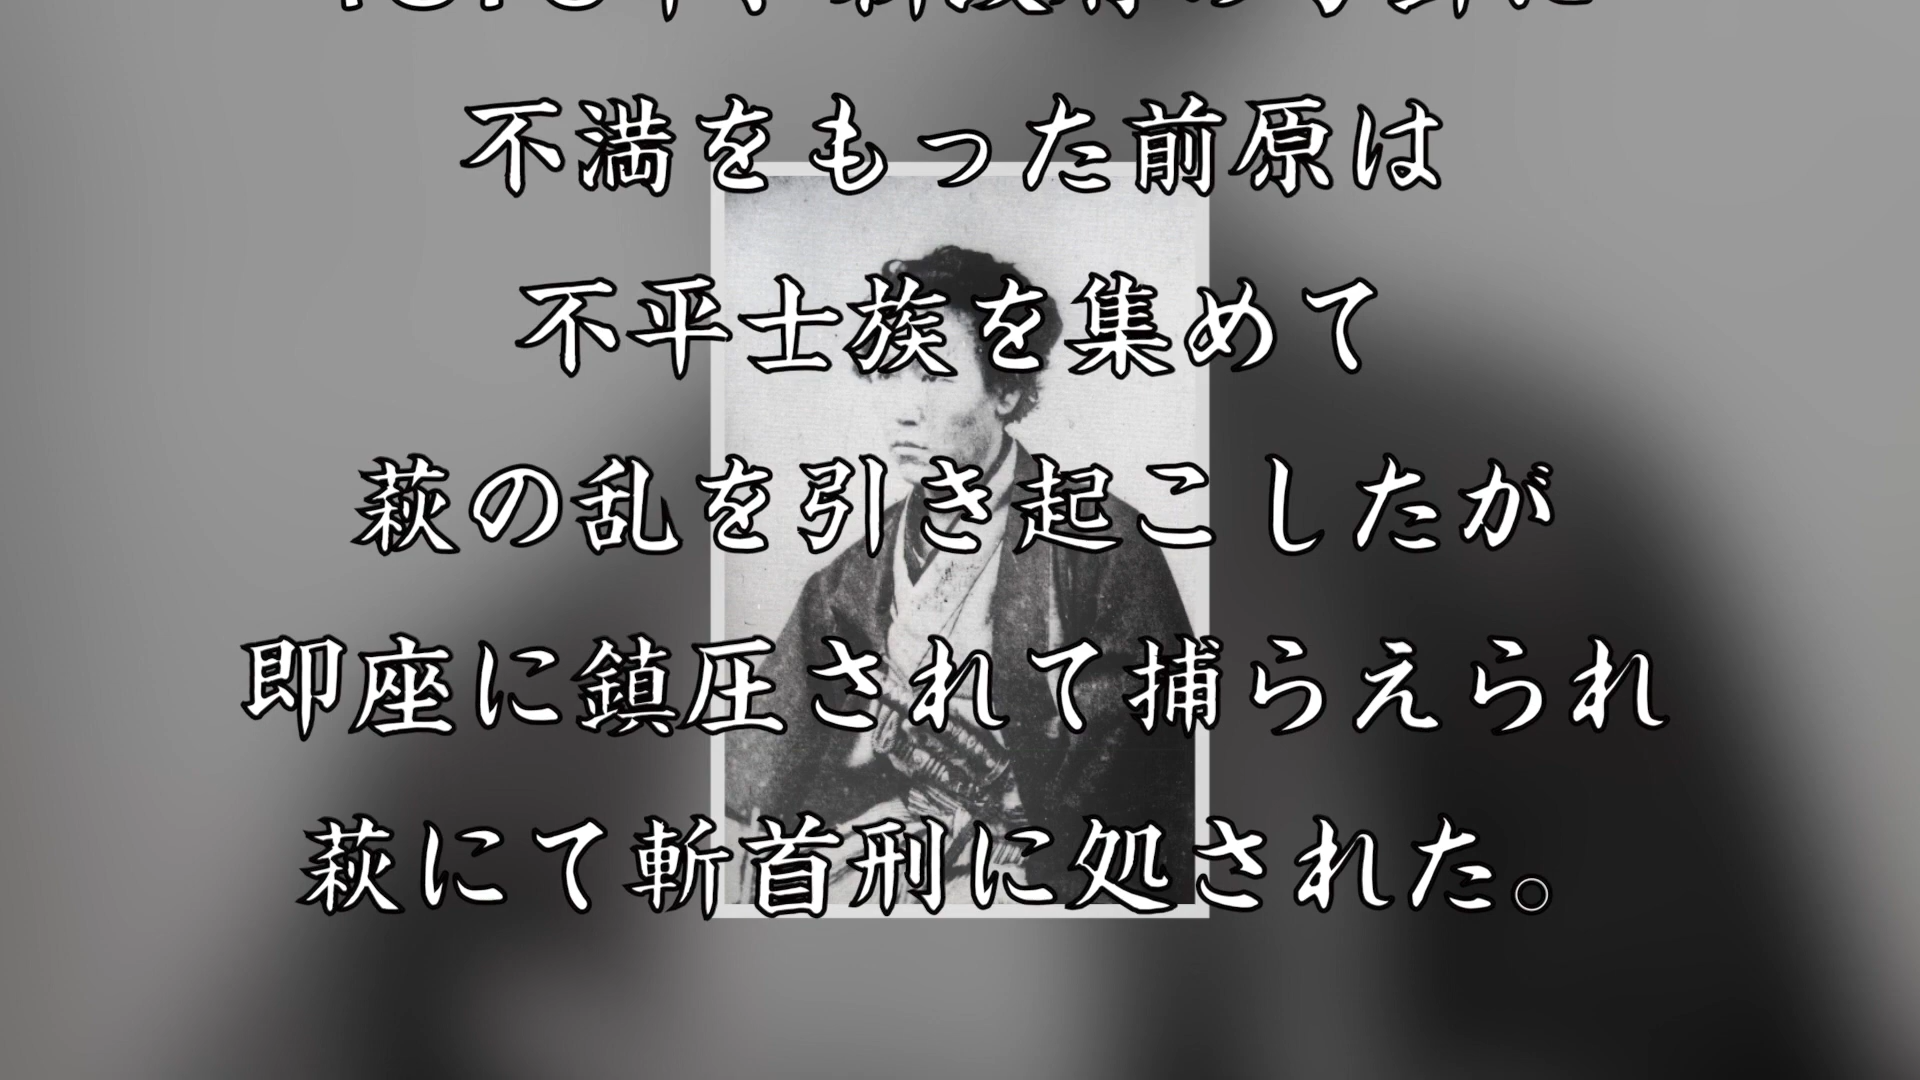 不満をもった前原は
不平士族を集めて
萩の乱を引き起こしたが
即座に鎮圧されて捕らえられ
萩にて斬首刑に処された。